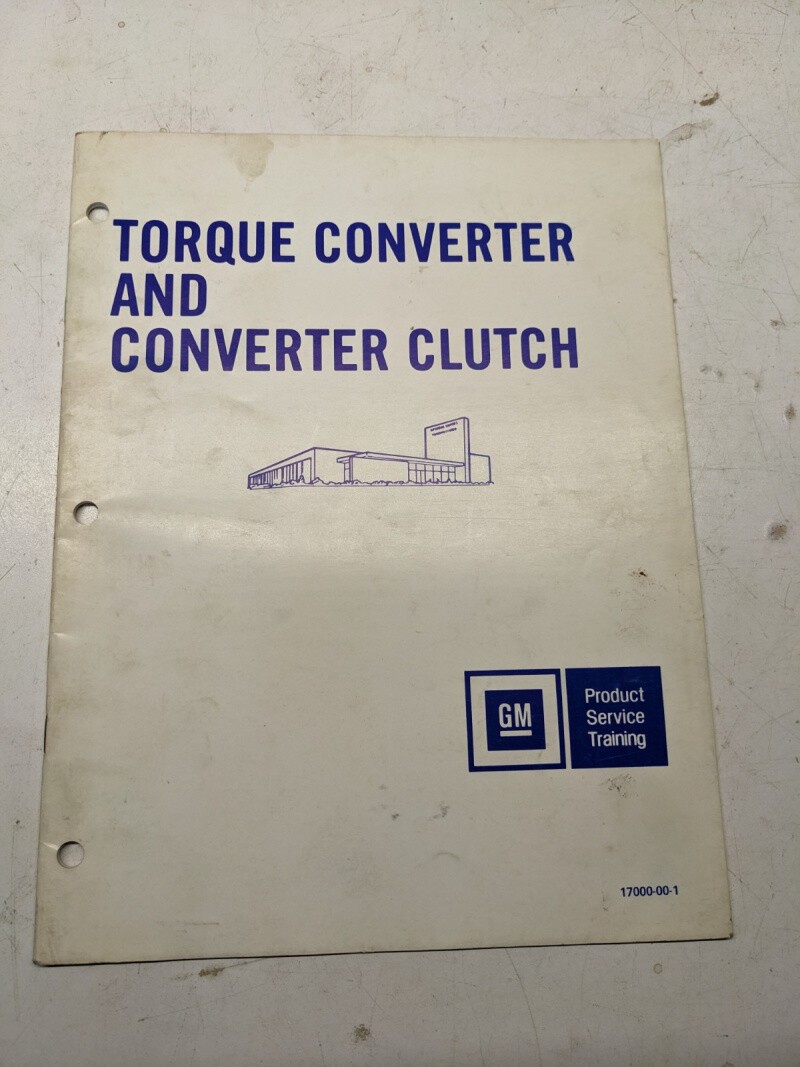 TORQUE CONVERTER
AND
CONVERTER CLUTCH
GM
Product
Service
Training
17000-00-1